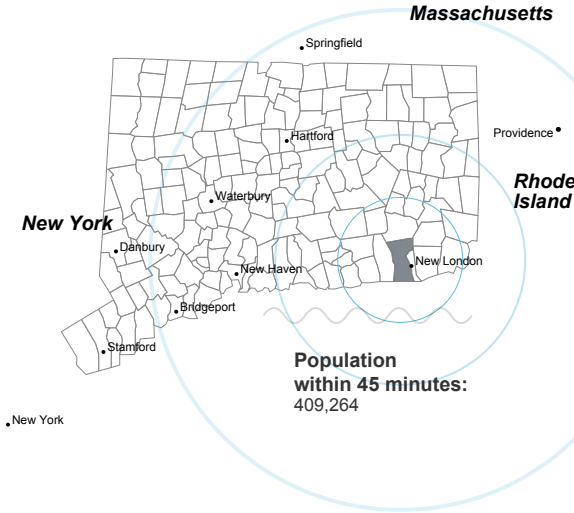 Massachusetts
Springfield
Providence
Hartford
Rhode
Island
Waterbury
New York
Danbury
New London
New Haven
Bridgeport
Stamford
Population
within 45 minutes:
409,264
New York